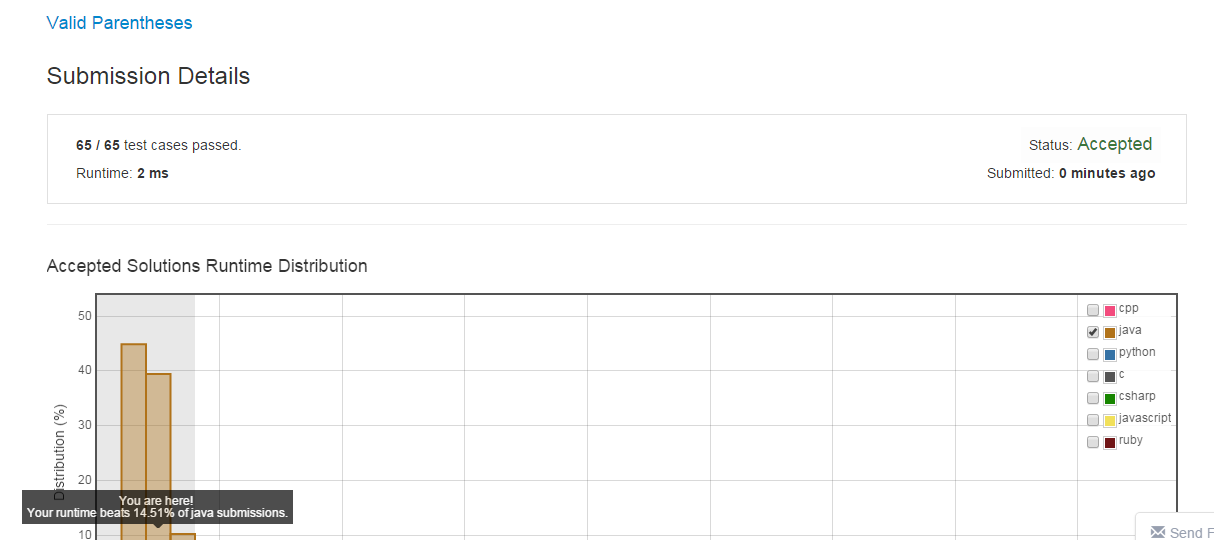 Valid Parentheses
Submission Details
65 / 65 test cases passed.
Status: Accepted
Runtime: 2 ms
Submitted: 0 minutes ago
Accepted Solutions Runtime Distribution
cpp
java
python
c
csharp
javascript
ruby
50
40
30
20
10
Distribution (%)
You are here!
Your runtime beats 14.51% of java submissions.
Send F